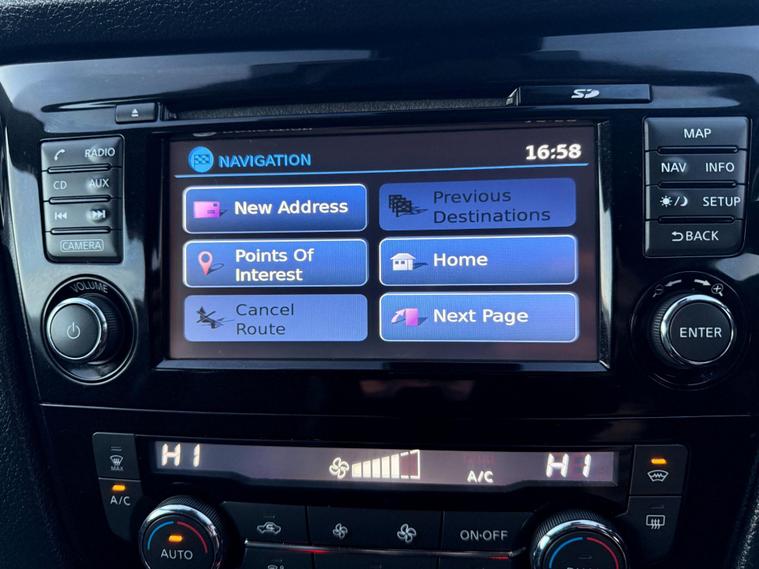 SD
NAVIGATION
16:58
RADIO
CD
AUX
CAMERA
VOLUME
New Address
Previous
Destinations
Points Of
Interest
Home
Cancel
Route
Next Page
MAP
NAV
INFO
SETUP
BACK
ENTER
HI
A/C
HI
MAX
A/C
AUTO
ON·OFF